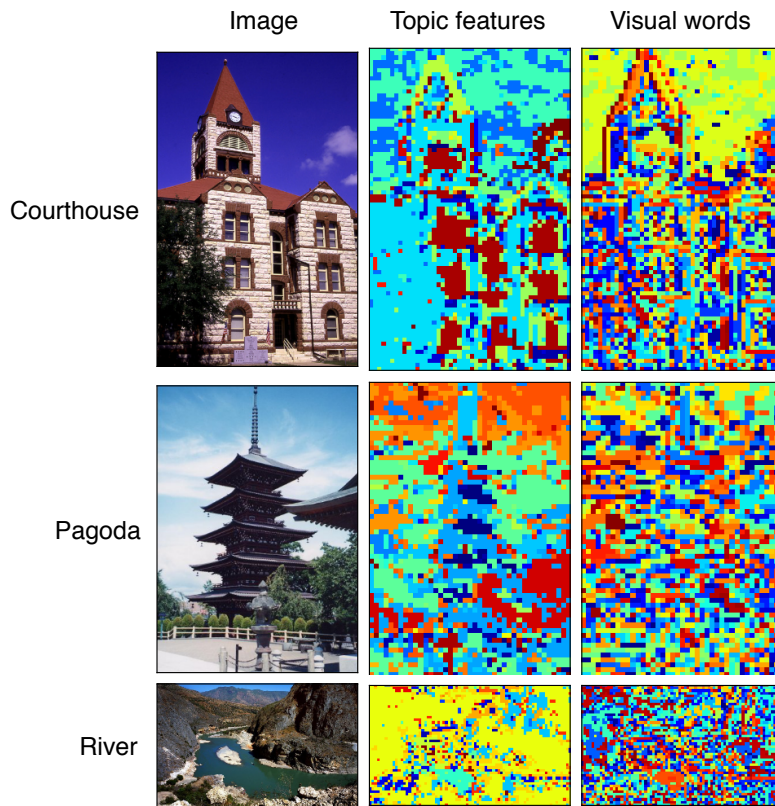 Image
Topic features
Visual words
Courthouse
Pagoda
River